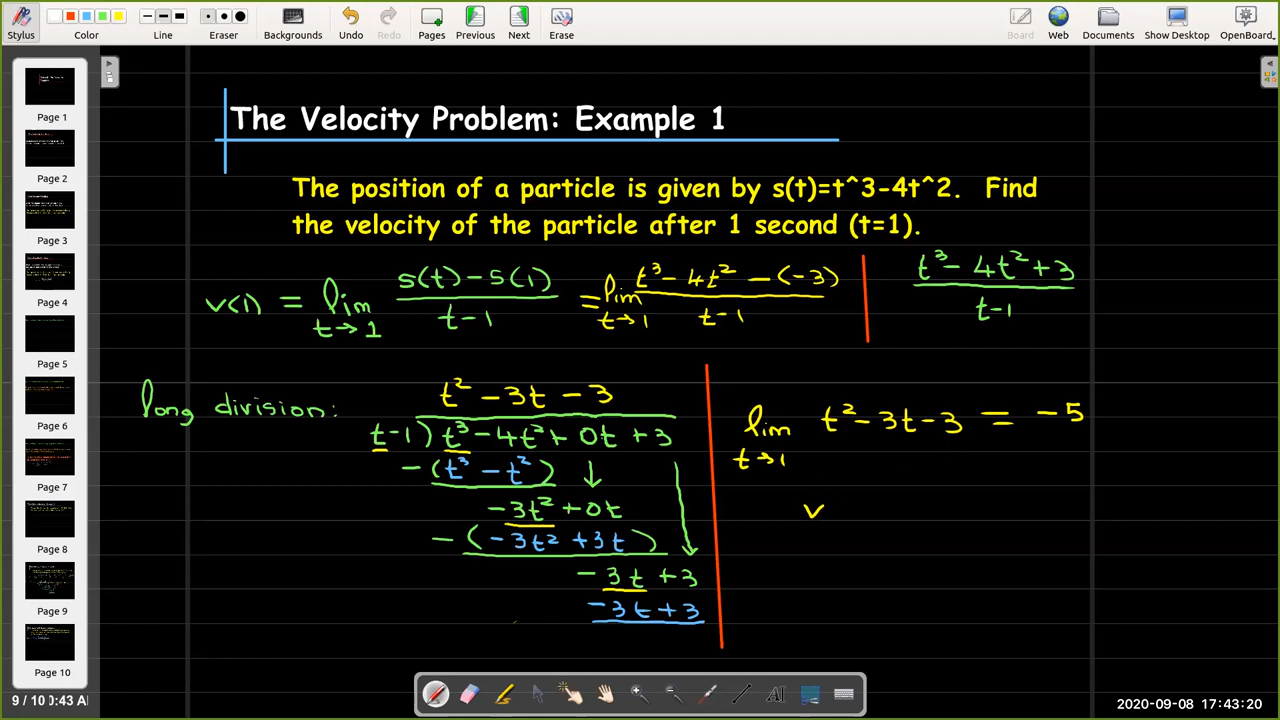 Stylus Color Line Eraser Backgrounds Undo Redo Pages Previous Next Erase Board Web Documents Show Desktop OpenBoard
Page 1
Page 2
Page 3
Page 4
Page 5
Page 6
Page 7
Page 8
Page 9
Page 10
The Velocity Problem: Example 1
The position of a particle is given by s(t)=t^3-4t^2. Find
the velocity of the particle after 1 second (t=1).
v(1) = lim t→1 (s(t) - s(1))/(t-1) = lim t→1 (t³ - 4t² - (-3))/(t-1) | (t³ - 4t² + 3)/(t-1)
long division:
t² - 3t - 3
t-1) t³ - 4t² + 0t + 3
-(t³ - t²)
-3t² + 0t
-(-3t² + 3t)
-3t + 3
-3t + 3
lim t→1 t² - 3t - 3 = -5
v
9 / 10
2020-09-08 17:43:20